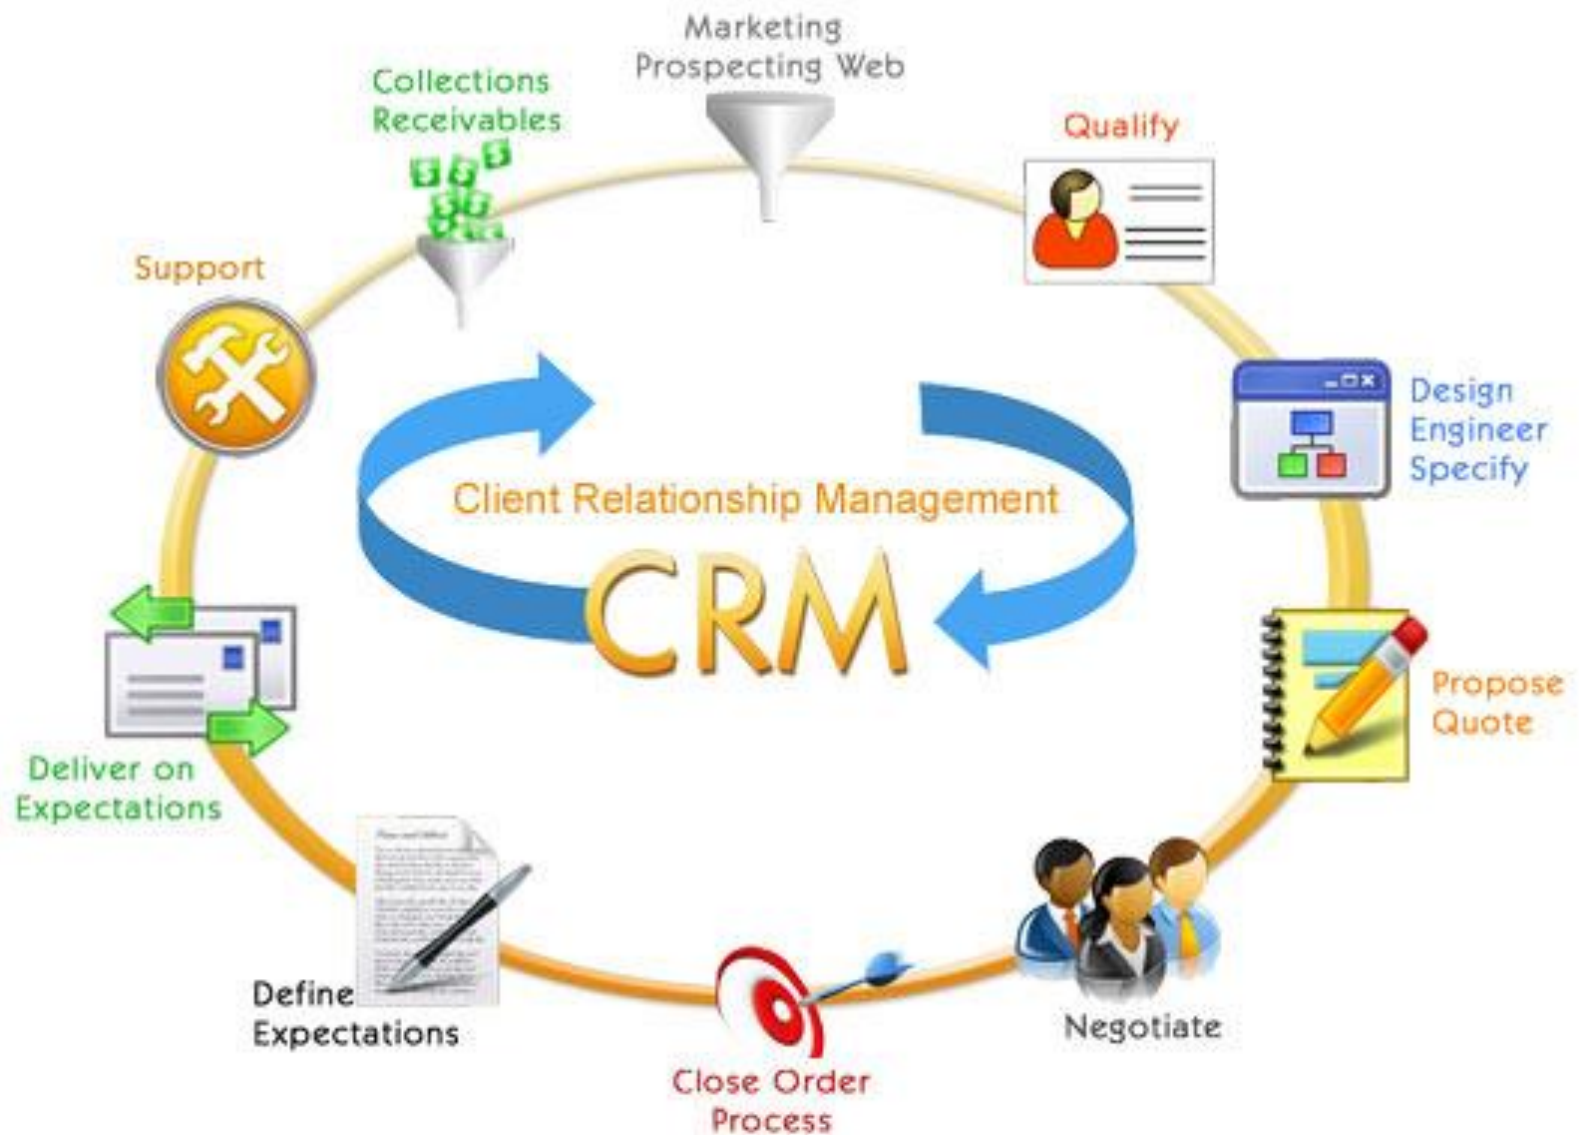 Marketing
Prospecting Web
Qualify
Design
Engineer
Specify
Propose
Quote
Negotiate
Close Order
Process
Define
Expectations
Deliver on
Expectations
Support
Collections
Receivables
Client Relationship Management
CRM